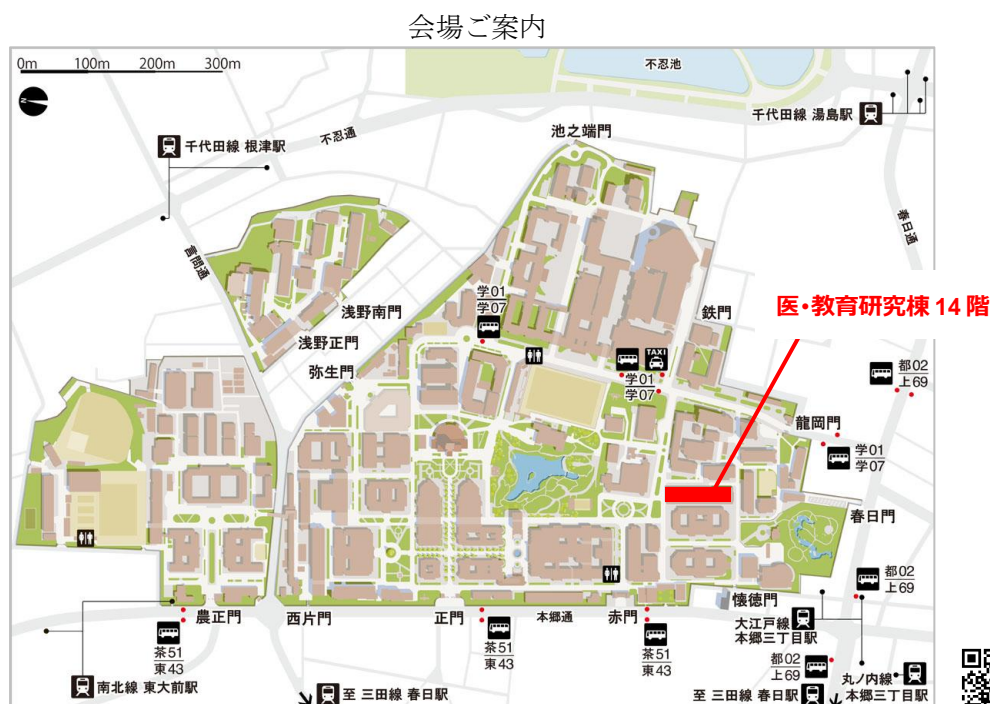 会場ご案内
0m 100m 200m 300m
N
不忍池
千代田線 湯島駅
池之端門
不忍通
千代田線 根津駅
春日通
言問通
医・教育研究棟 14 階
学01
学07
浅野南門
鉄門
浅野正門
TAXI
学01
学07
都02
上69
弥生門
龍岡門
学01
学07
春日門
都02
上69
懐徳門
農正門
西片門
正門
本郷通
赤門
大江戸線
本郷三丁目駅
茶51
東43
茶51
東43
茶51
東43
都02
上69
丸ノ内線
本郷三丁目駅
南北線 東大前駅
至 三田線 春日駅
至 三田線 春日駅